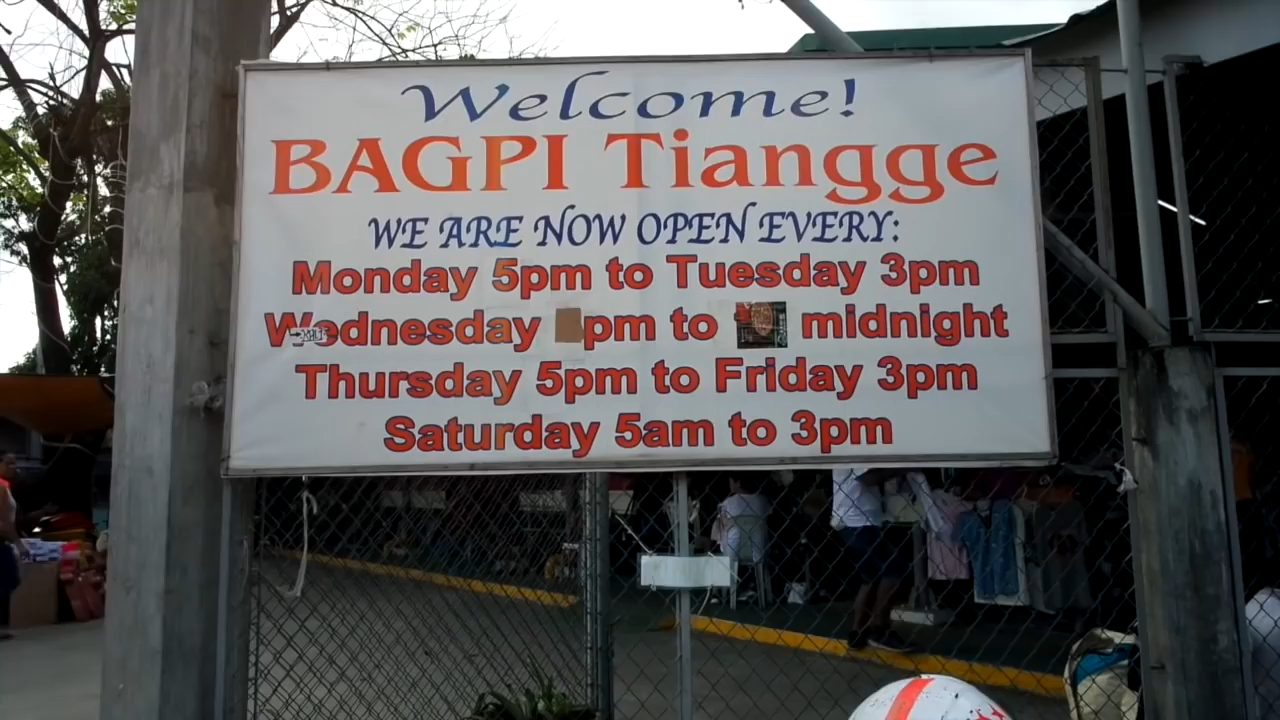 Welcome!
BAGPI Tiangge
WE ARE NOW OPEN EVERY:
Monday 5pm to Tuesday 3pm
Wednesday pm to midnight
Thursday 5pm to Friday 3pm
Saturday 5am to 3pm